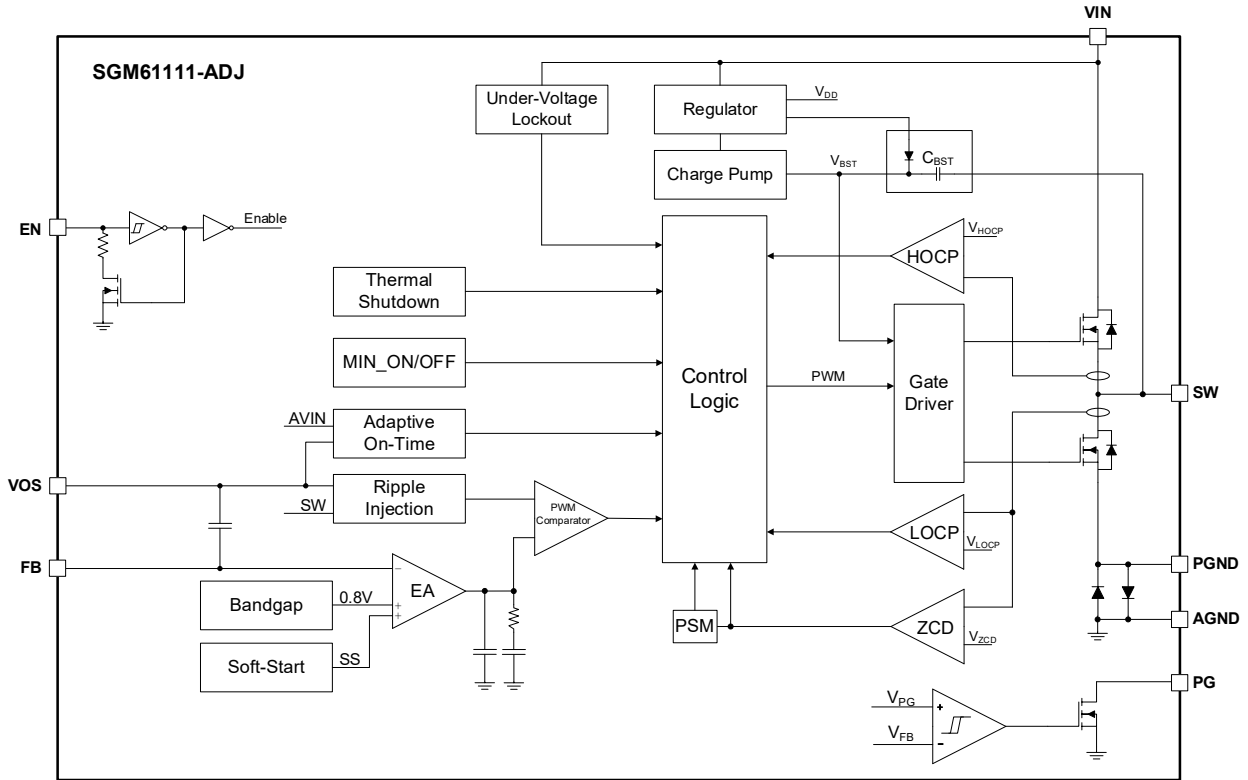 VIN
SGM61111-ADJ
Under-Voltage
Lockout
Regulator
VDD
Charge Pump
VBST
CBST
EN
Enable
Thermal
Shutdown
MIN_ON/OFF
Control
Logic
HOCP
VHOCP
PWM
Gate
Driver
SW
AVIN
Adaptive
On-Time
VOS
SW
Ripple
Injection
PWM
Comparator
LOCP
VLOCP
FB
EA
Bandgap
0.8V
Soft-Start
SS
PSM
ZCD
VZCD
PGND
AGND
PG
VPG
VFB
+
-
−
+
+